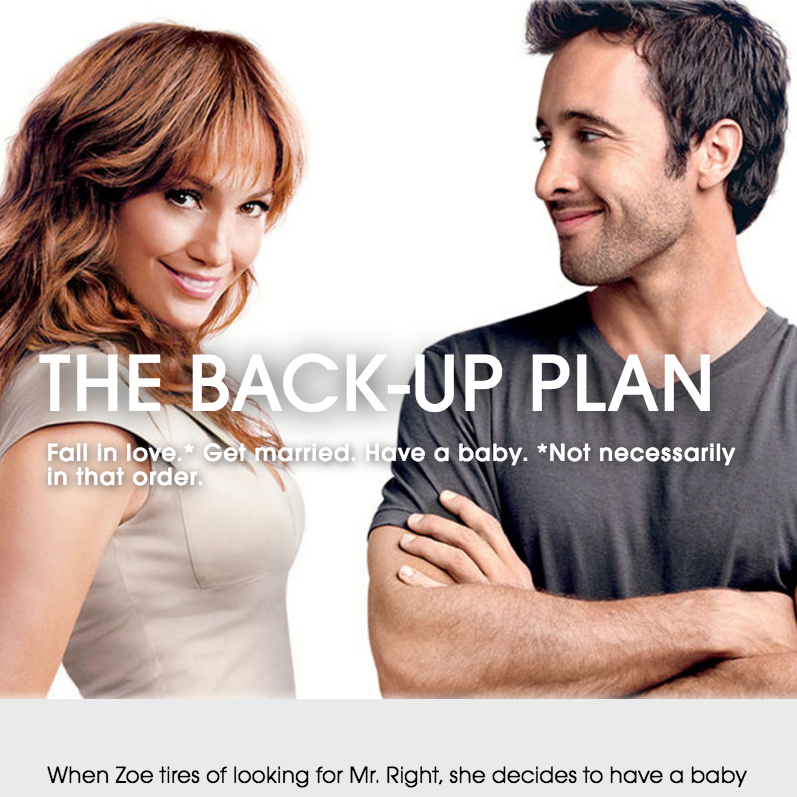 THE BACK-UP PLAN
Fall in love.* Get married. Have a baby. *Not necessarily
in that order.
When Zoe tires of looking for Mr. Right, she decides to have a baby